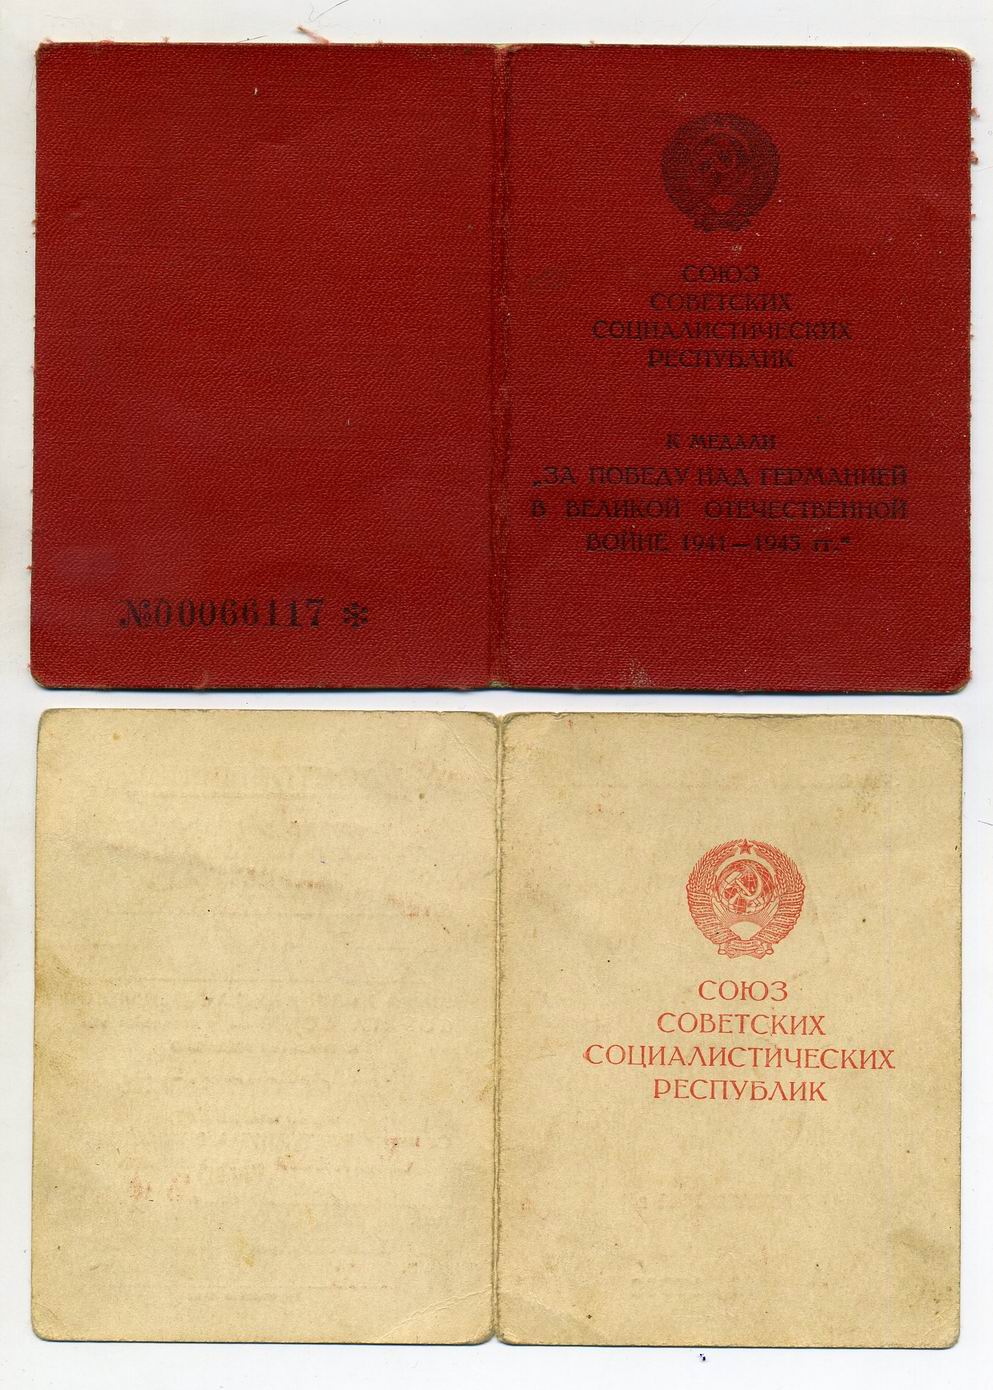 СОЮЗ
СОВЕТСКИХ
СОЦИАЛИСТИЧЕСКИХ
РЕСПУБЛИК
К МЕДАЛИ
„ЗА ПОБЕДУ НАД ГЕРМАНИЕЙ
В ВЕЛИКОЙ ОТЕЧЕСТВЕННОЙ
ВОЙНЕ 1941—1945 гг.“
№00066117 *
СОЮЗ
СОВЕТСКИХ
СОЦИАЛИСТИЧЕСКИХ
РЕСПУБЛИК